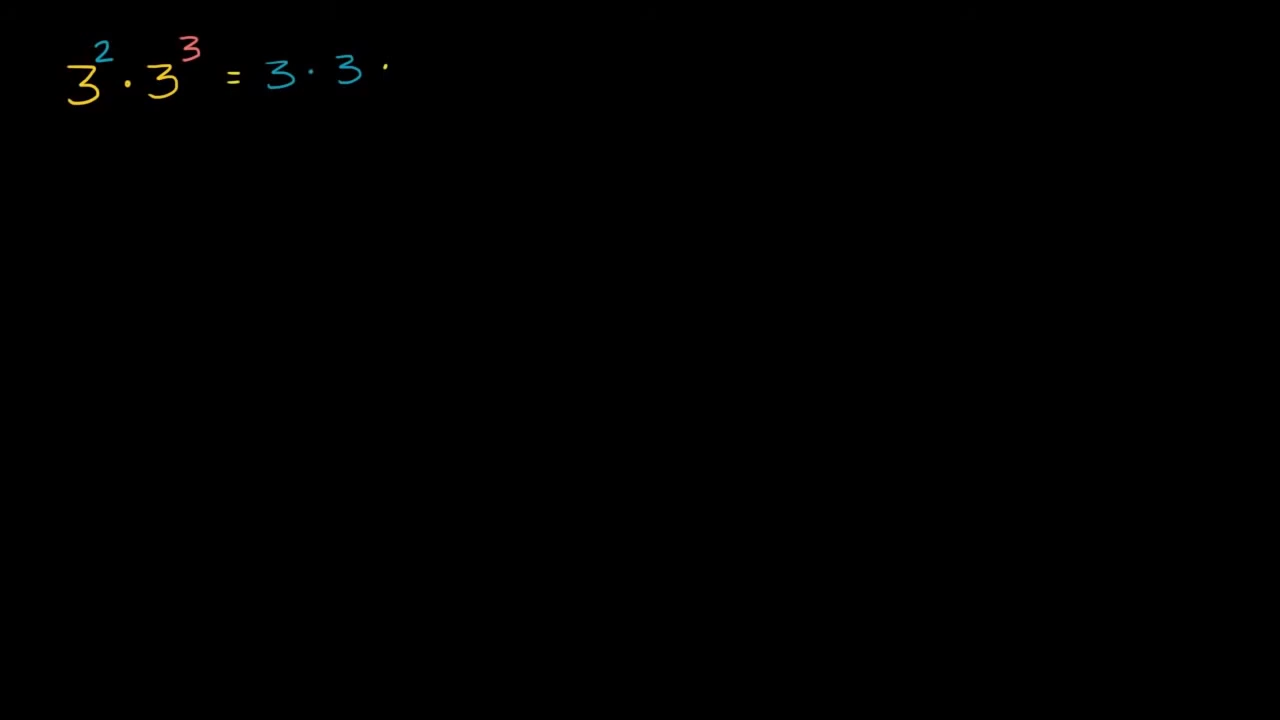 3² · 3³ = 3 · 3 ·